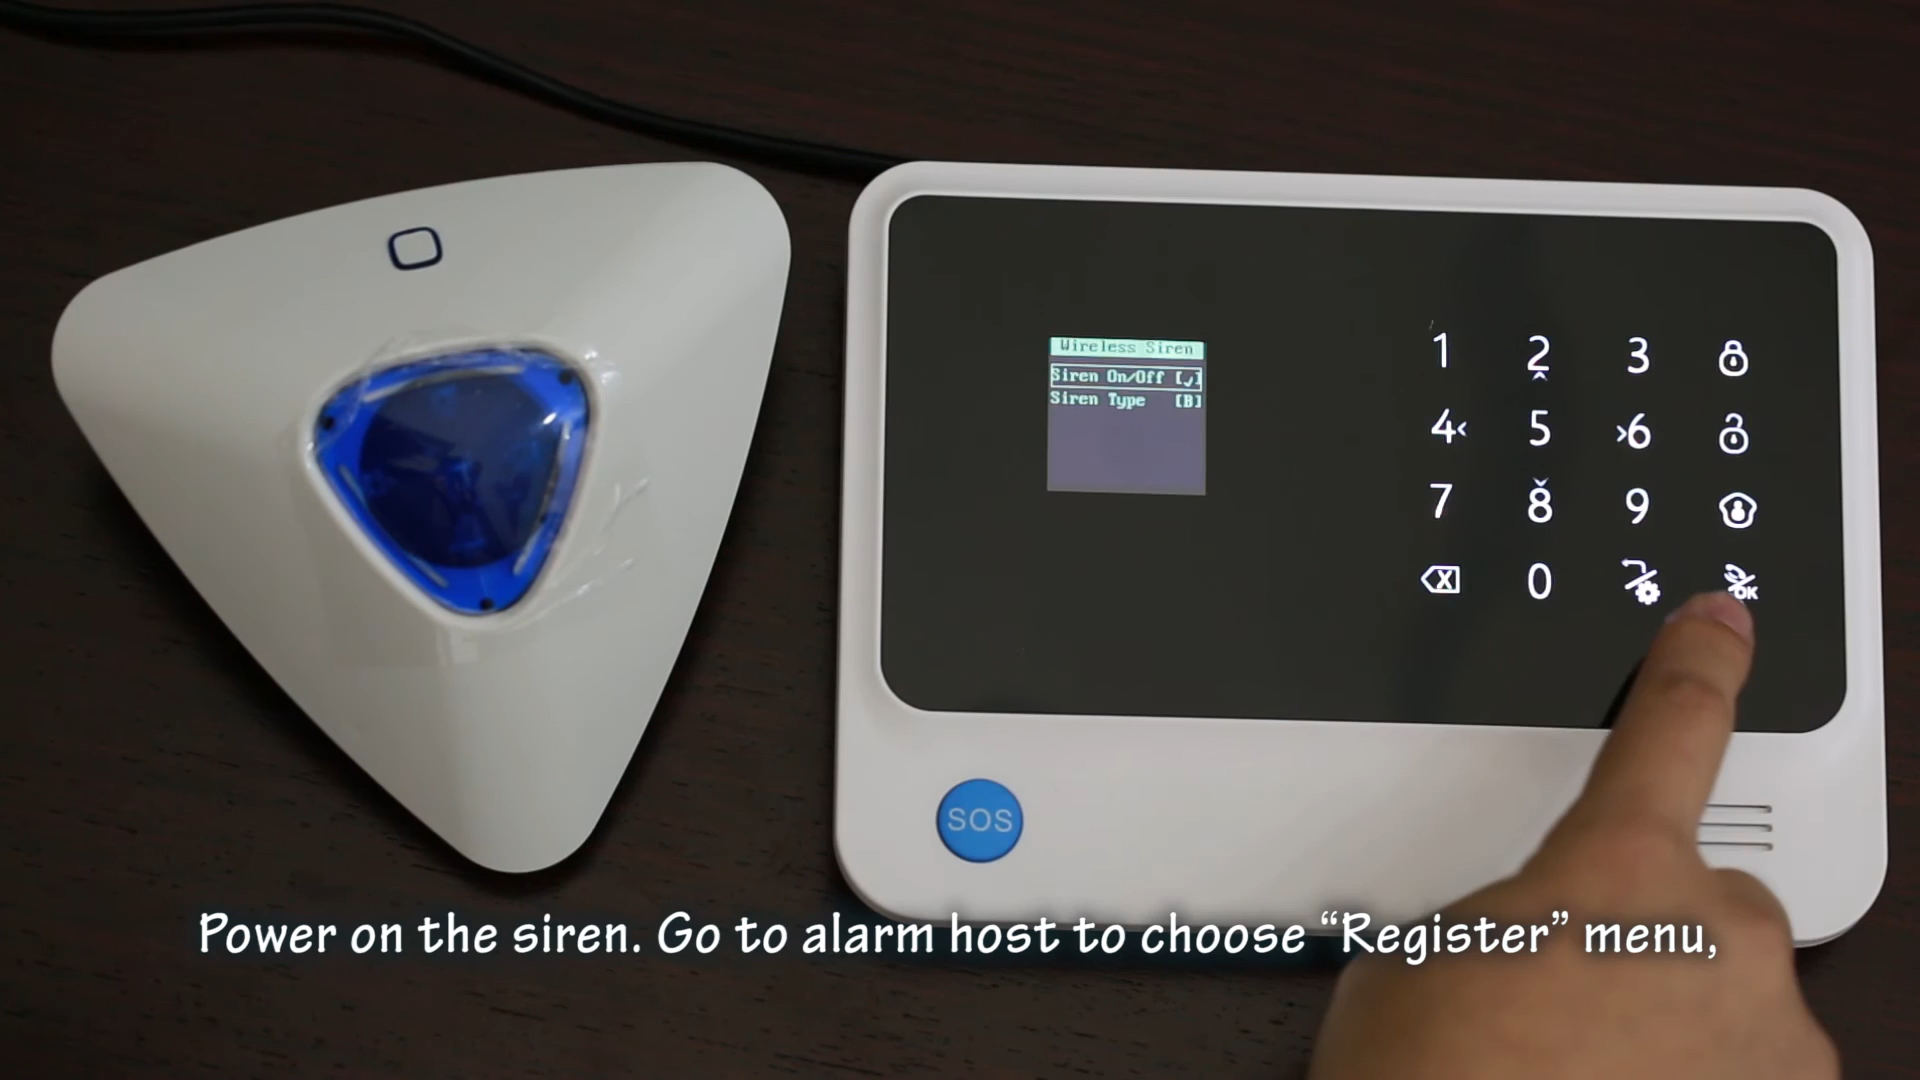 Wireless Siren
Siren On/Off [✓]
Siren Type [B]
1 2 3
4< 5 >6
7 8 9
X 0
OK
SOS
Power on the siren. Go to alarm host to choose “Register” menu,